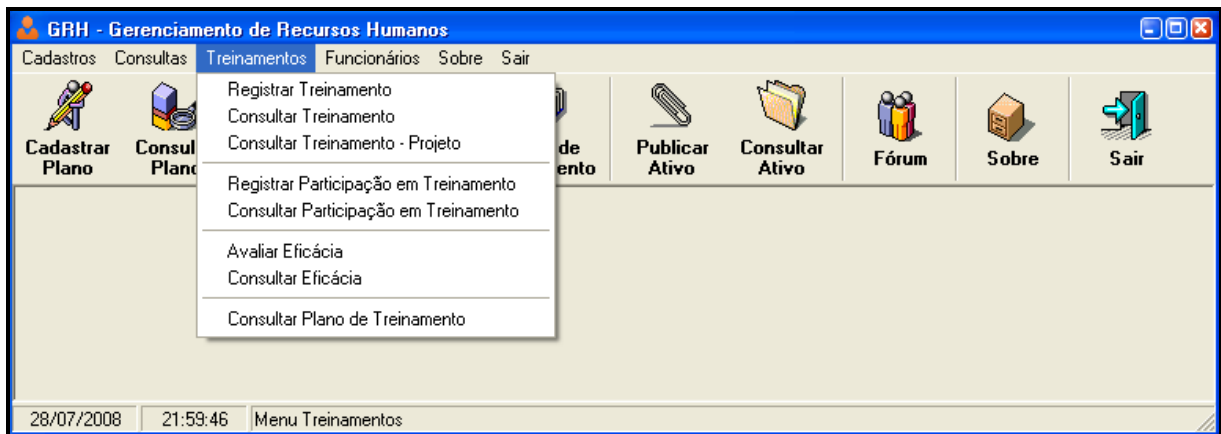 GRH - Gerenciamento de Recursos Humanos
Cadastros Consultas Treinamentos Funcionários Sobre Sair
Registrar Treinamento
Consultar Treinamento
Consultar Treinamento - Projeto
Registrar Participação em Treinamento
Consultar Participação em Treinamento
Avaliar Eficácia
Consultar Eficácia
Consultar Plano de Treinamento
Cadastrar
Plano
Publicar
Ativo
Consultar
Ativo
Fórum
Sobre
Sair
28/07/2008 21:59:46 Menu Treinamentos